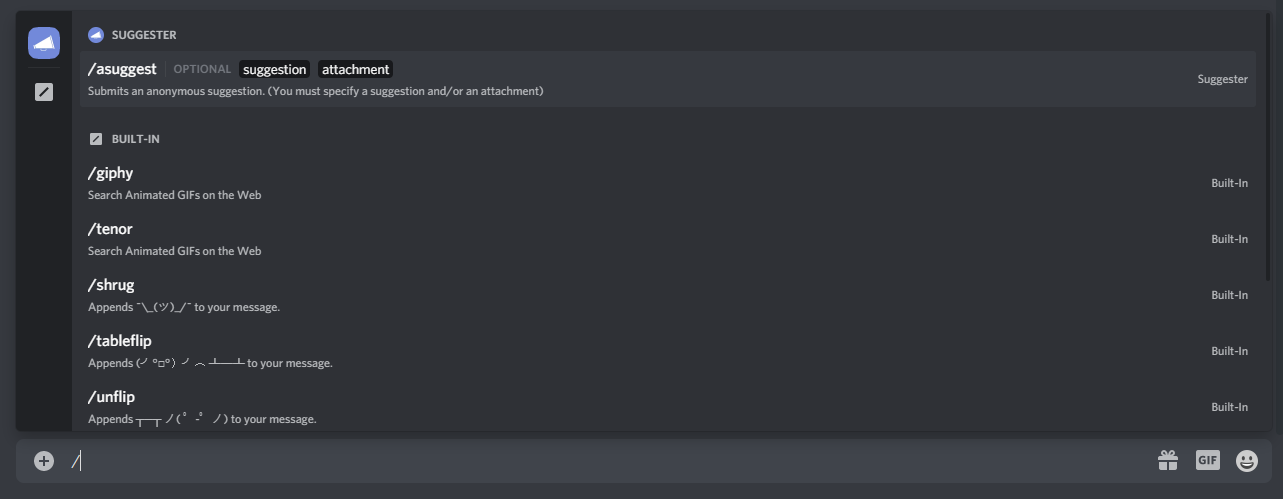 SUGGESTER
/asuggest OPTIONAL suggestion attachment
Submits an anonymous suggestion. (You must specify a suggestion and/or an attachment)
Suggester
BUILT-IN
/giphy
Search Animated GIFs on the Web
Built-In
/tenor
Search Animated GIFs on the Web
Built-In
/shrug
Appends ¯\_(ツ)_/¯ to your message.
Built-In
/tableflip
Appends (╯°□°）╯︵ ┻━┻ to your message.
Built-In
/unflip
Appends ┬─┬ ノ( ゜-゜ノ) to your message.
Built-In
/
GIF